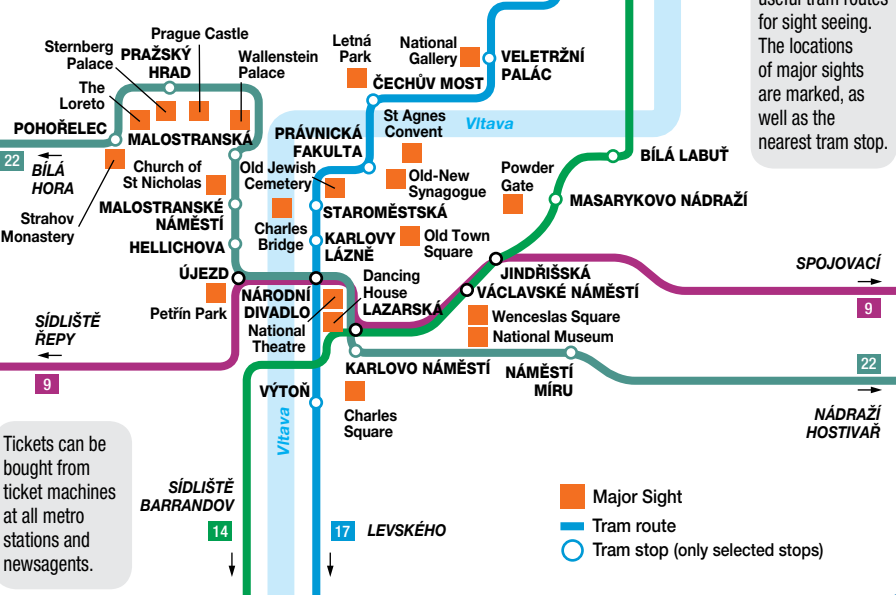 useful tram routes
for sight seeing.
The locations
of major sights
are marked, as
well as the
nearest tram stop.
Prague Castle
Sternberg
Palace
PRAŽSKÝ
HRAD
Wallenstein
Palace
The
Loreto
POHOŘELEC
MALOSTRANSKÁ
22
BÍLÁ
HORA
Church of
St Nicholas
Strahov
Monastery
MALOSTRANSKÉ
NÁMĚSTÍ
HELLICHOVA
ÚJEZD
Petřín Park
SÍDLIŠTĚ
ŘEPY
9
Letná
Park
National
Gallery
VELETRŽNÍ
PALÁC
ČECHŮV MOST
St Agnes
Convent
Vltava
PRÁVNICKÁ
FAKULTA
Old Jewish
Cemetery
Old-New
Synagogue
Powder
Gate
BÍLÁ LABUŤ
MASARYKOVO NÁDRAŽÍ
STAROMĚSTSKÁ
Charles
Bridge
KARLOVY
LÁZNĚ
Old Town
Square
JINDŘIŠSKÁ
SPOJOVACÍ
9
VÁCLAVSKÉ NÁMĚSTÍ
Dancing
House
NÁRODNÍ
DIVADLO
LAZARSKÁ
National
Theatre
Wenceslas Square
National Museum
KARLOVO NÁMĚSTÍ
NÁMĚSTÍ
MÍRU
22
NÁDRAŽÍ
HOSTIVAŘ
VÝTOŇ
Charles
Square
Vltava
Tickets can be
bought from
ticket machines
at all metro
stations and
newsagents.
SÍDLIŠTĚ
BARRANDOV
14
17
LEVSKÉHO
Major Sight
Tram route
Tram stop (only selected stops)